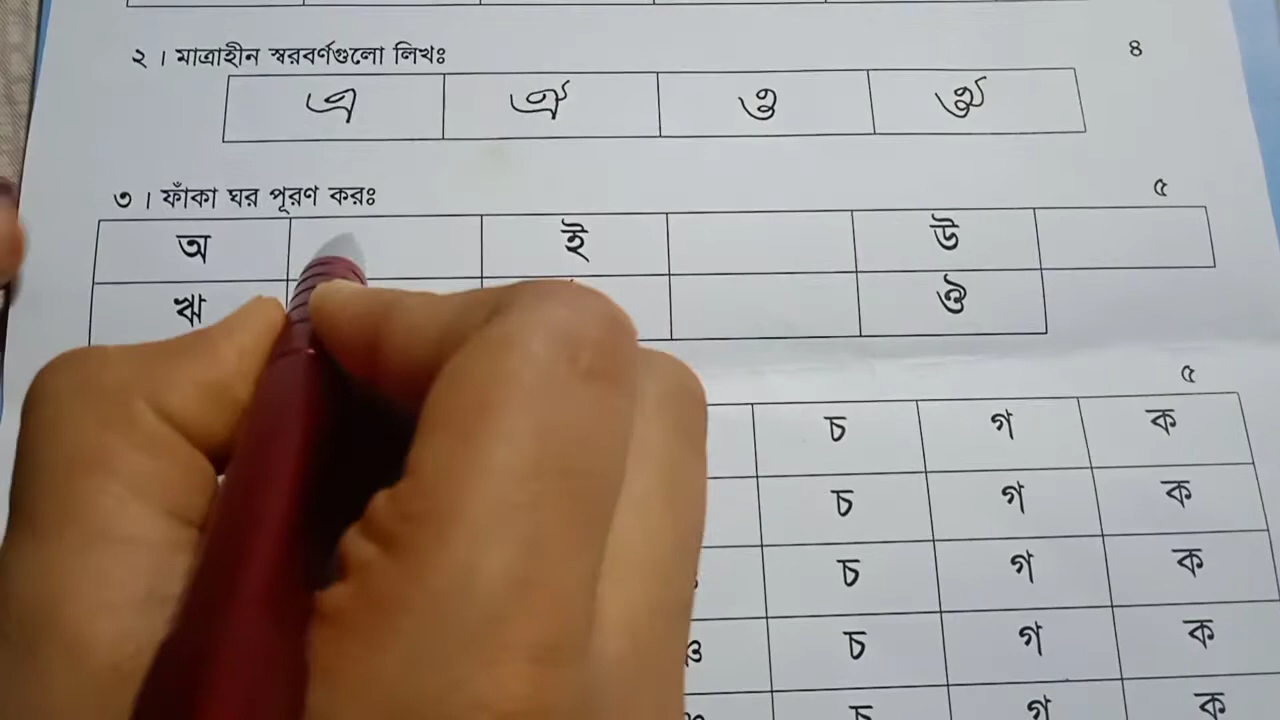 ২ । মাত্রাহীন স্বরবর্ণগুলো লিখঃ ৪
এ ঐ ও ঔ
৩ । ফাঁকা ঘর পূরণ করঃ ৫
অ ই উ
ঋ ঔ
৫
চ গ ক
চ গ ক
চ গ ক
চ গ ক
চ গ ক